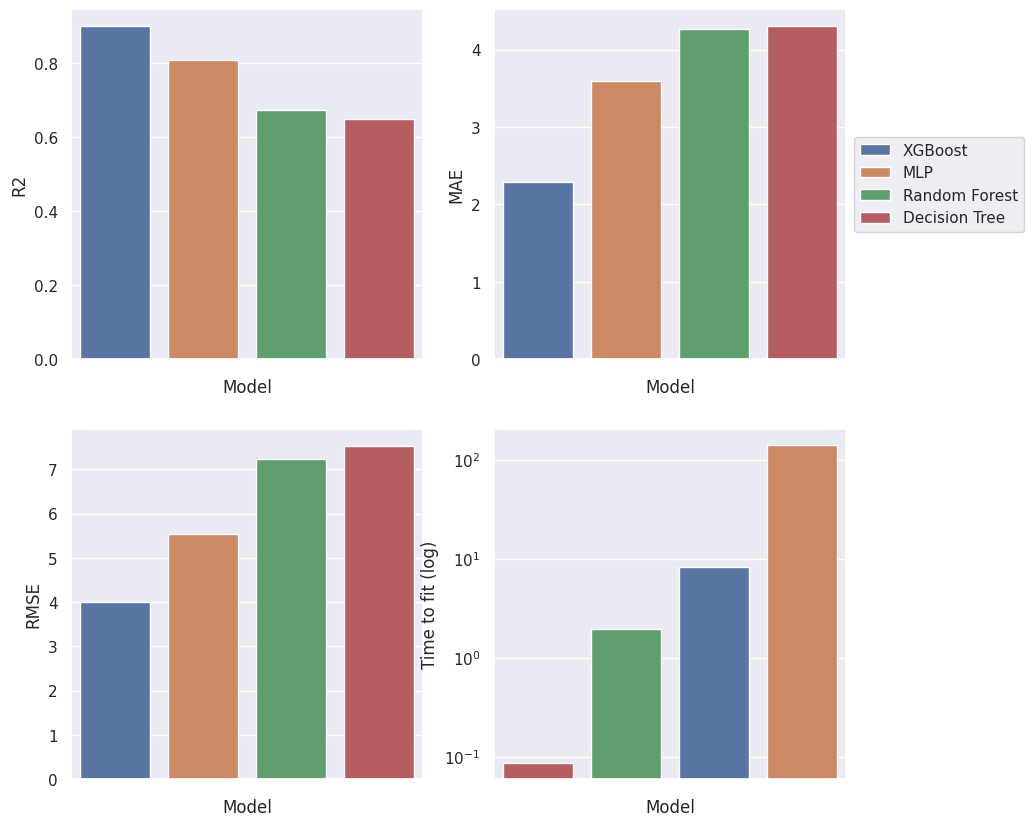 0.8
0.6
0.4
0.2
0.0
R2
Model
4
3
2
1
0
MAE
Model
XGBoost
MLP
Random Forest
Decision Tree
7
6
5
4
3
2
1
0
RMSE
Model
10²
10¹
10⁰
10⁻¹
Time to fit (log)
Model